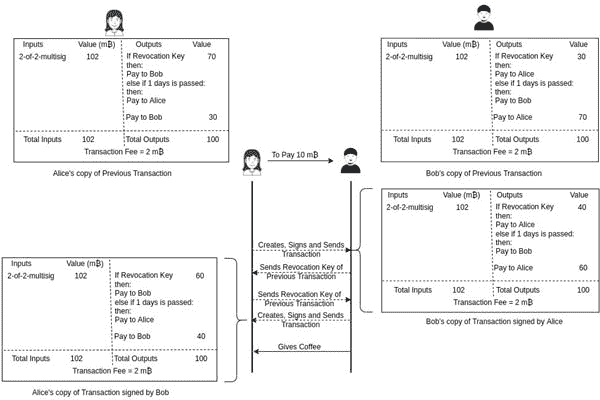 Inputs Value (m₿) Outputs Value
2-of-2-multisig 102 If Revocation Key 70
then:
Pay to Bob
else if 1 days is passed:
then:
Pay to Alice
Pay to Bob 30
Total Inputs 102 Total Outputs 100
Transaction Fee = 2 m₿
Alice's copy of Previous Transaction
Inputs Value (m₿) Outputs Value
2-of-2-multisig 102 If Revocation Key 30
then:
Pay to Alice
else if 1 days is passed:
then:
Pay to Bob
Pay to Alice 70
Total Inputs 102 Total Outputs 100
Transaction Fee = 2 m₿
Bob's copy of Previous Transaction
To Pay 10 m₿
Creates, Signs and Sends
Transaction
Sends Revocation Key of
Previous Transaction
Sends Revocation Key of
Previous Transaction
Creates, Signs and Sends
Transaction
Gives Coffee
Inputs Value (m₿) Outputs Value
2-of-2-multisig 102 If Revocation Key 40
then:
Pay to Alice
else if 1 days is passed:
then:
Pay to Bob
Pay to Alice 60
Total Inputs 102 Total Outputs 100
Transaction Fee = 2 m₿
Bob's copy of Transaction signed by Alice
Inputs Value (m₿) Outputs Value
2-of-2-multisig 102 If Revocation Key 60
then:
Pay to Bob
else if 1 days is passed:
then:
Pay to Alice
Pay to Bob 40
Total Inputs 102 Total Outputs 100
Transaction Fee = 2 m₿
Alice's copy of Transaction signed by Bob